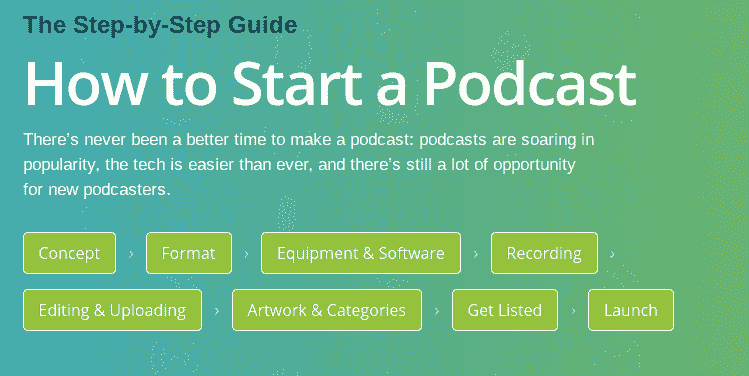 The Step-by-Step Guide
How to Start a Podcast
There's never been a better time to make a podcast: podcasts are soaring in
popularity, the tech is easier than ever, and there's still a lot of opportunity
for new podcasters.
Concept › Format › Equipment & Software › Recording ›
Editing & Uploading › Artwork & Categories › Get Listed › Launch